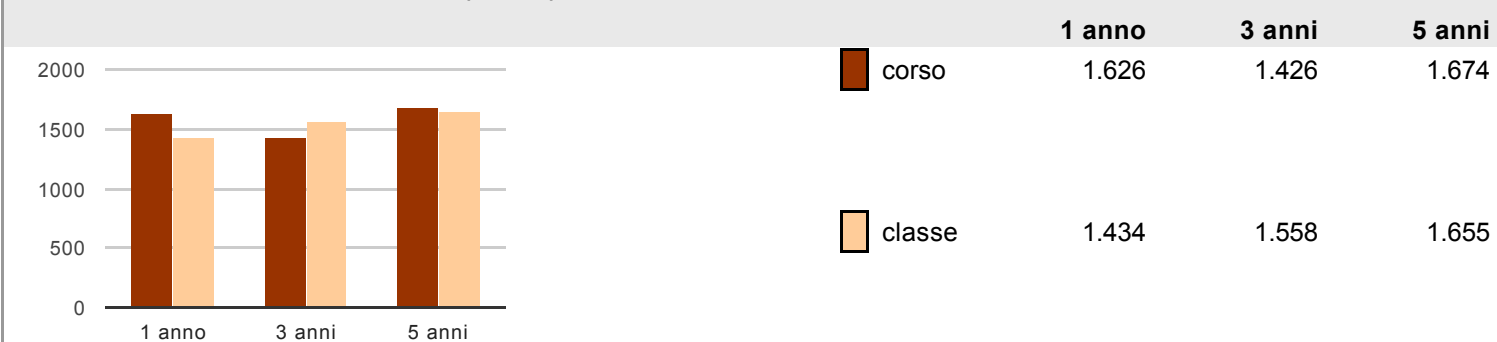 1 anno 3 anni 5 anni
corso 1.626 1.426 1.674
classe 1.434 1.558 1.655
2000
1500
1000
500
0
1 anno 3 anni 5 anni